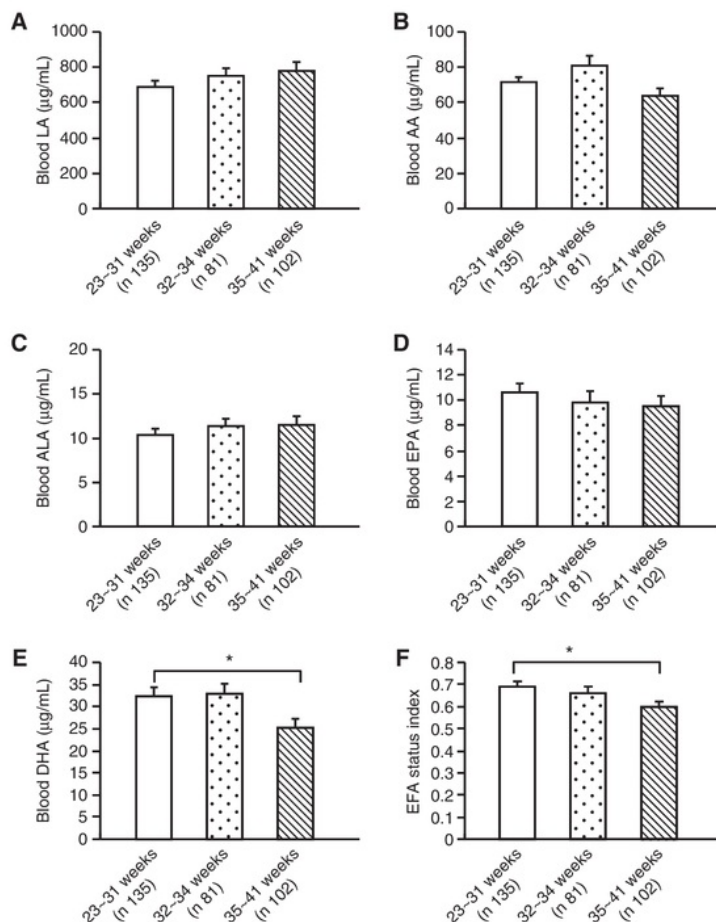 A
Blood LA (µg/mL)
1000
800
600
400
200
0
23~31 weeks
(n 135)
32~34 weeks
(n 81)
35~41 weeks
(n 102)
B
Blood AA (µg/mL)
100
80
60
40
20
0
23~31 weeks
(n 135)
32~34 weeks
(n 81)
35~41 weeks
(n 102)
C
Blood ALA (µg/mL)
20
15
10
5
0
23~31 weeks
(n 135)
32~34 weeks
(n 81)
35~41 weeks
(n 102)
D
Blood EPA (µg/mL)
14
12
10
8
6
4
2
0
23~31 weeks
(n 135)
32~34 weeks
(n 81)
35~41 weeks
(n 102)
E
Blood DHA (µg/mL)
40
35
30
25
20
15
10
5
0
*
23~31 weeks
(n 135)
32~34 weeks
(n 81)
35~41 weeks
(n 102)
F
EFA status index
0.8
0.7
0.6
0.5
0.4
0.3
0.2
0.1
0
*
23~31 weeks
(n 135)
32~34 weeks
(n 81)
35~41 weeks
(n 102)